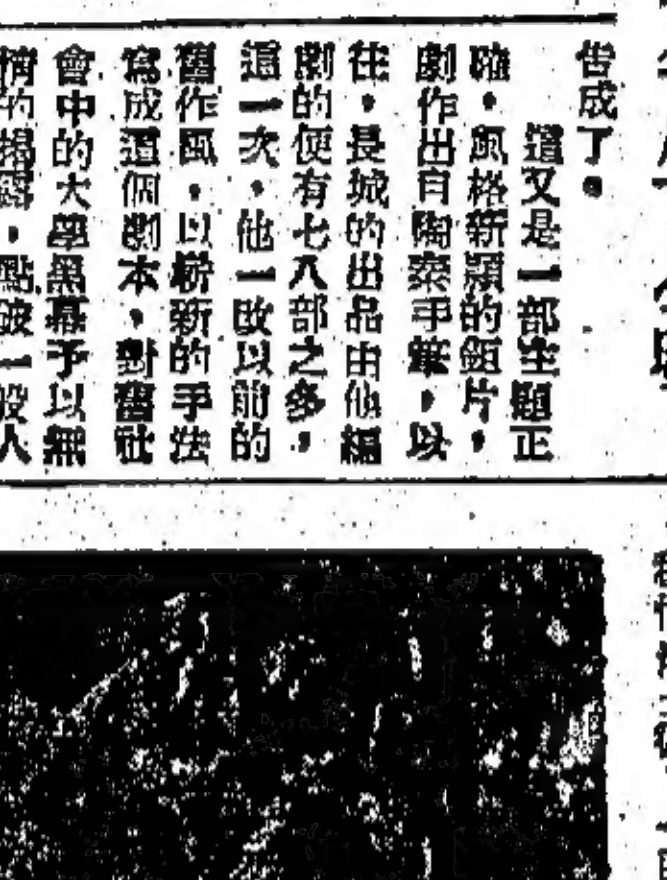 告成了。
這又是一部主題正
確，風格新穎的鉅片，
劇作出自陶秦手筆，以
往，長城的出品由他編
劇的便有七八部之多，
這一次，他一改以前的
舊作風，以嶄新的手法
寫成這個劇本，對舊社
會中的大學黑幕予以無
情的揭露，點破一般人